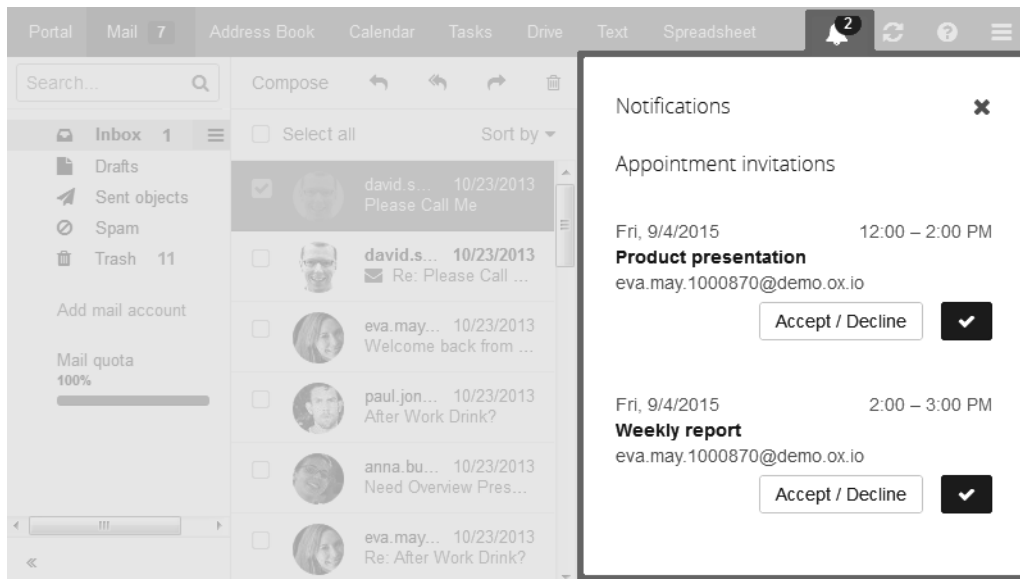 Portal Mail 7 Address Book Calendar Tasks Drive Text Spreadsheet 2
Search...
Inbox 1
Drafts
Sent objects
Spam
Trash 11
Add mail account
Mail quota
100%
Compose
Select all Sort by
david.s... 10/23/2013
Please Call Me
david.s... 10/23/2013
Re: Please Call ...
eva.may... 10/23/2013
Welcome back from ...
paul.jon... 10/23/2013
After Work Drink?
anna.bu... 10/23/2013
Need Overview Pres...
eva.may... 10/23/2013
Re: After Work Drink?
Notifications
Appointment invitations
Fri, 9/4/2015 12:00 – 2:00 PM
Product presentation
eva.may.1000870@demo.ox.io
Accept / Decline
Fri, 9/4/2015 2:00 – 3:00 PM
Weekly report
eva.may.1000870@demo.ox.io
Accept / Decline